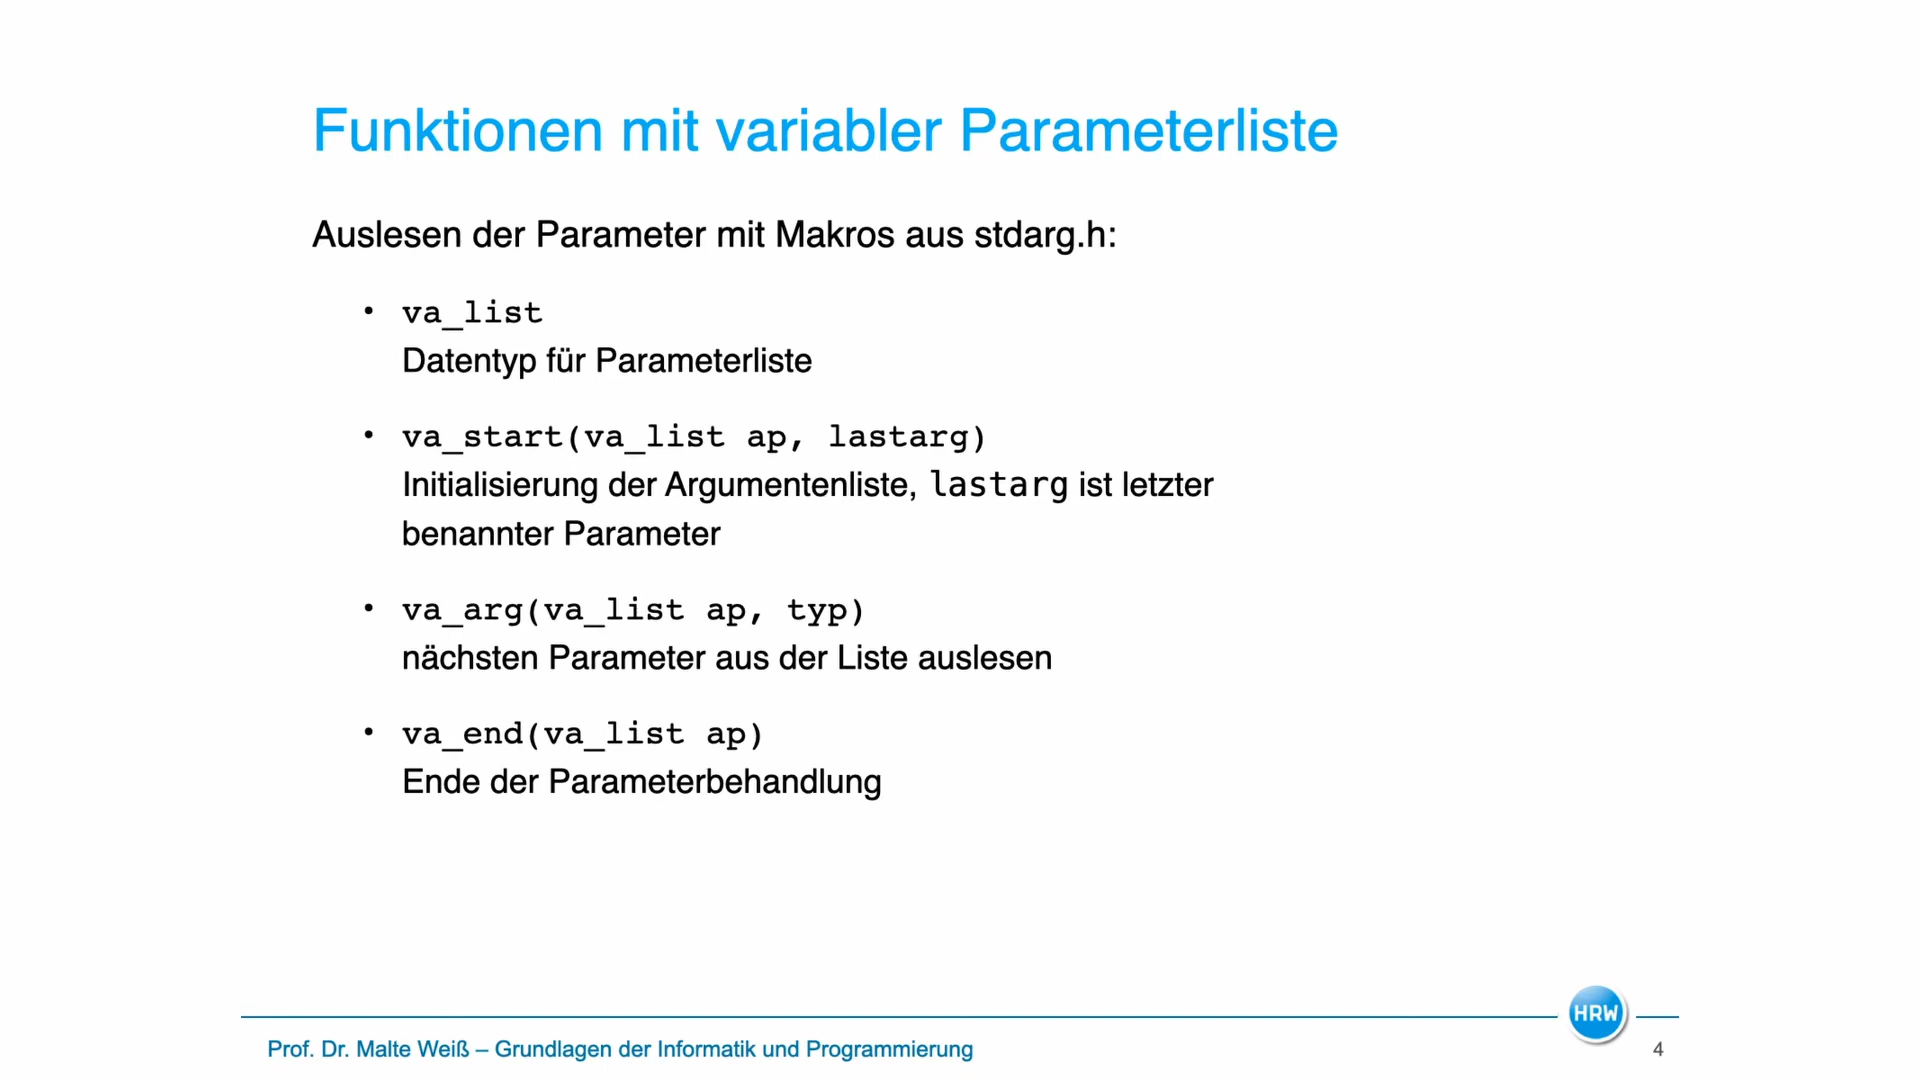 Funktionen mit variabler Parameterliste
Auslesen der Parameter mit Makros aus stdarg.h:
• va_list
Datentyp für Parameterliste
• va_start(va_list ap, lastarg)
Initialisierung der Argumentenliste, lastarg ist letzter
benannter Parameter
• va_arg(va_list ap, typ)
nächsten Parameter aus der Liste auslesen
• va_end(va_list ap)
Ende der Parameterbehandlung
HRW
Prof. Dr. Malte Weiß – Grundlagen der Informatik und Programmierung
4